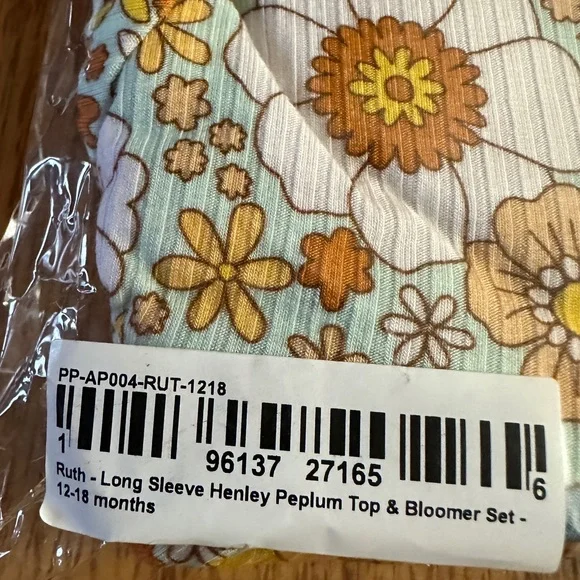 PP-AP004-RUT-1218
1 96137 27165 6
Ruth - Long Sleeve Henley Peplum Top & Bloomer Set -
12-18 months